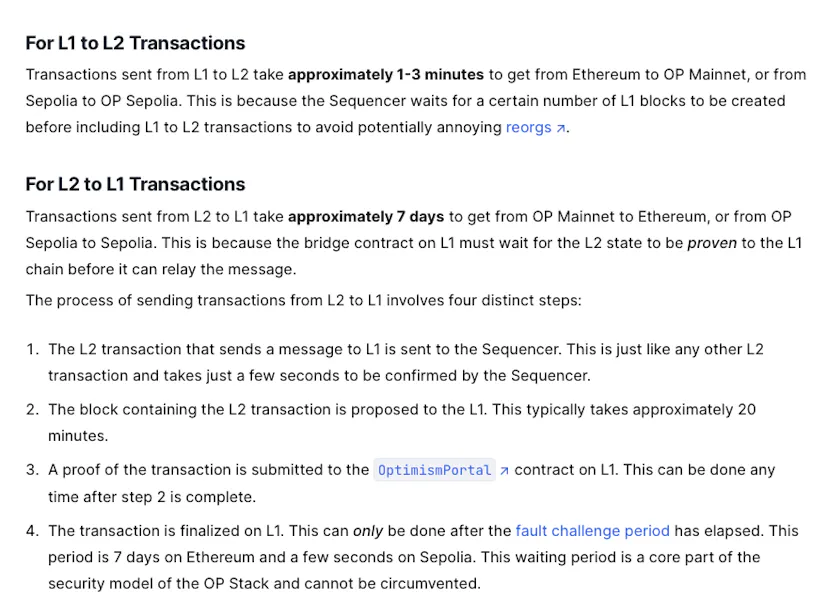 For L1 to L2 Transactions
Transactions sent from L1 to L2 take approximately 1-3 minutes to get from Ethereum to OP Mainnet, or from
Sepolia to OP Sepolia. This is because the Sequencer waits for a certain number of L1 blocks to be created
before including L1 to L2 transactions to avoid potentially annoying reorgs ↗.
For L2 to L1 Transactions
Transactions sent from L2 to L1 take approximately 7 days to get from OP Mainnet to Ethereum, or from OP
Sepolia to Sepolia. This is because the bridge contract on L1 must wait for the L2 state to be proven to the L1
chain before it can relay the message.
The process of sending transactions from L2 to L1 involves four distinct steps:
1. The L2 transaction that sends a message to L1 is sent to the Sequencer. This is just like any other L2
transaction and takes just a few seconds to be confirmed by the Sequencer.
2. The block containing the L2 transaction is proposed to the L1. This typically takes approximately 20
minutes.
3. A proof of the transaction is submitted to the OptimismPortal ↗ contract on L1. This can be done any
time after step 2 is complete.
4. The transaction is finalized on L1. This can only be done after the fault challenge period has elapsed. This
period is 7 days on Ethereum and a few seconds on Sepolia. This waiting period is a core part of the
security model of the OP Stack and cannot be circumvented.